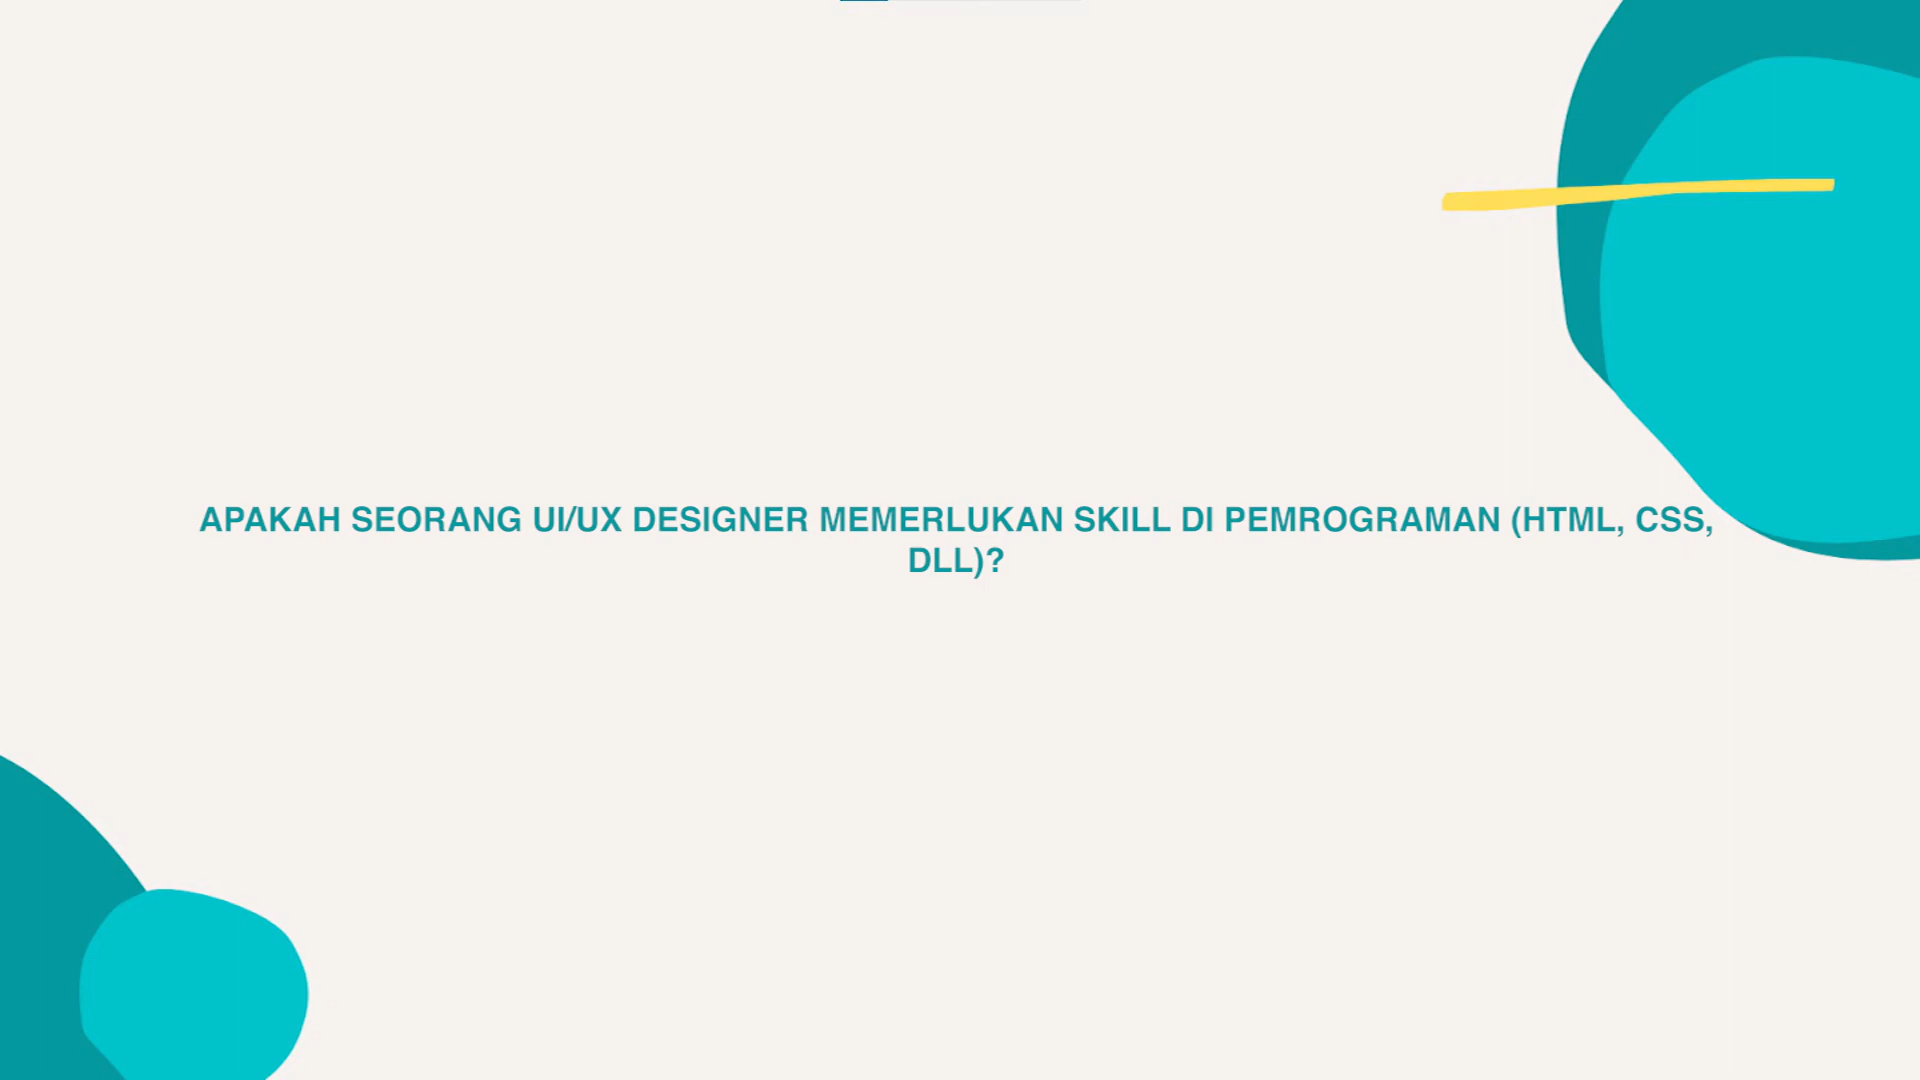 APAKAH SEORANG UI/UX DESIGNER MEMERLUKAN SKILL DI PEMROGRAMAN (HTML, CSS,
DLL)?